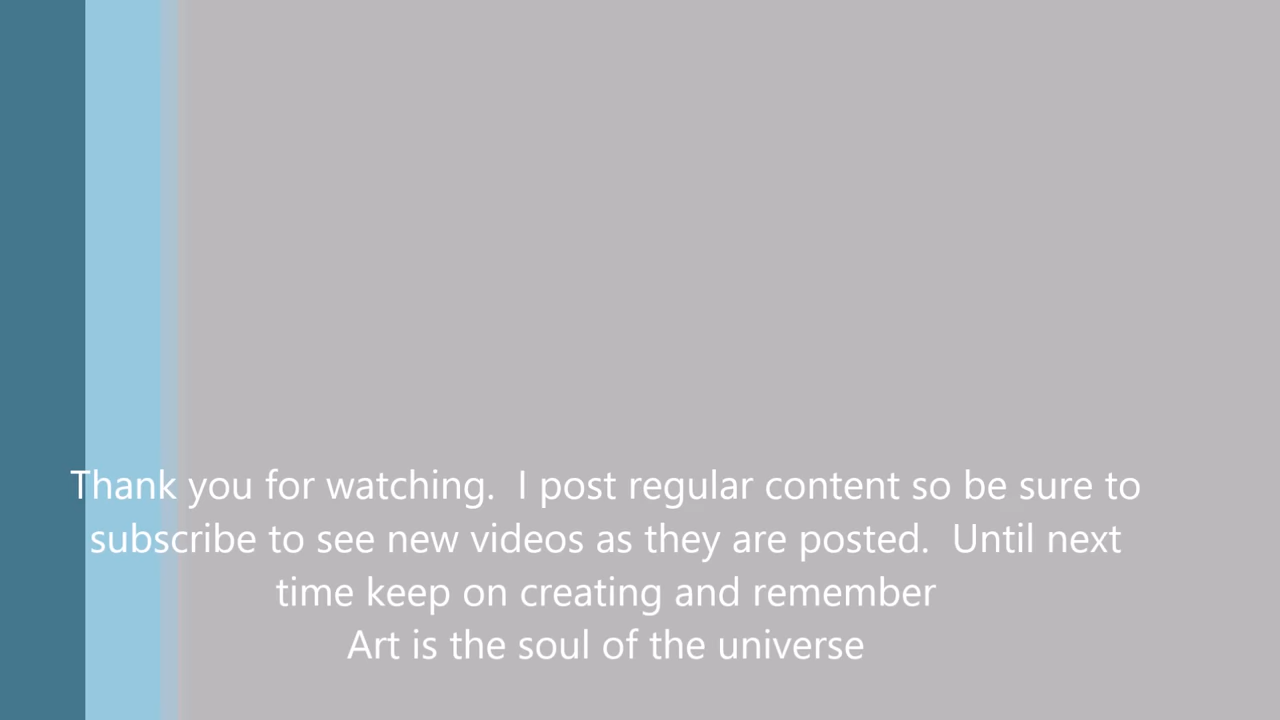 Thank you for watching.  I post regular content so be sure to
subscribe to see new videos as they are posted.  Until next
time keep on creating and remember
Art is the soul of the universe